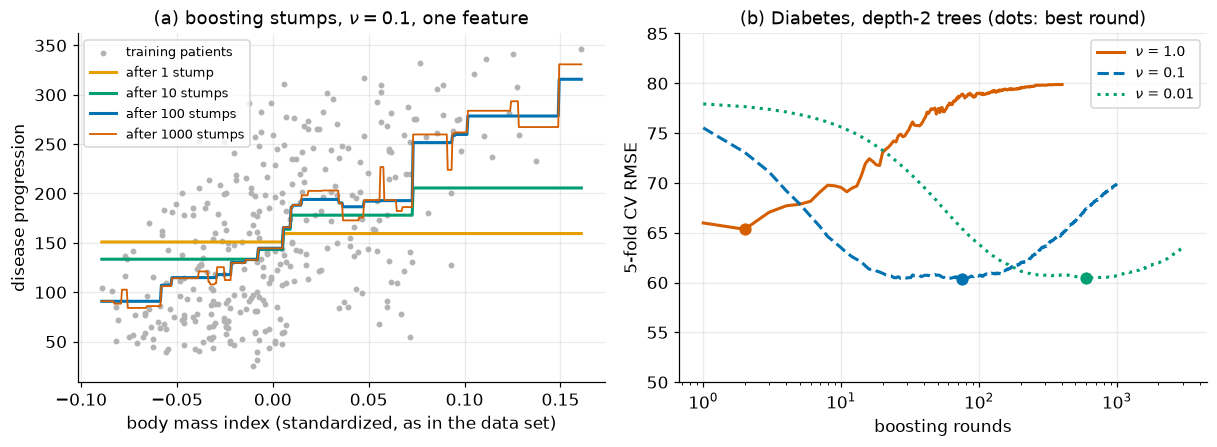 (a) boosting stumps, ν = 0.1, one feature
350
300
250
200
150
100
50
disease progression
training patients
after 1 stump
after 10 stumps
after 100 stumps
after 1000 stumps
−0.10
−0.05
0.00
0.05
0.10
0.15
body mass index (standardized, as in the data set)
(b) Diabetes, depth-2 trees (dots: best round)
85
80
75
70
65
60
55
50
5-fold CV RMSE
ν = 1.0
ν = 0.1
ν = 0.01
10⁰
10¹
10²
10³
boosting rounds